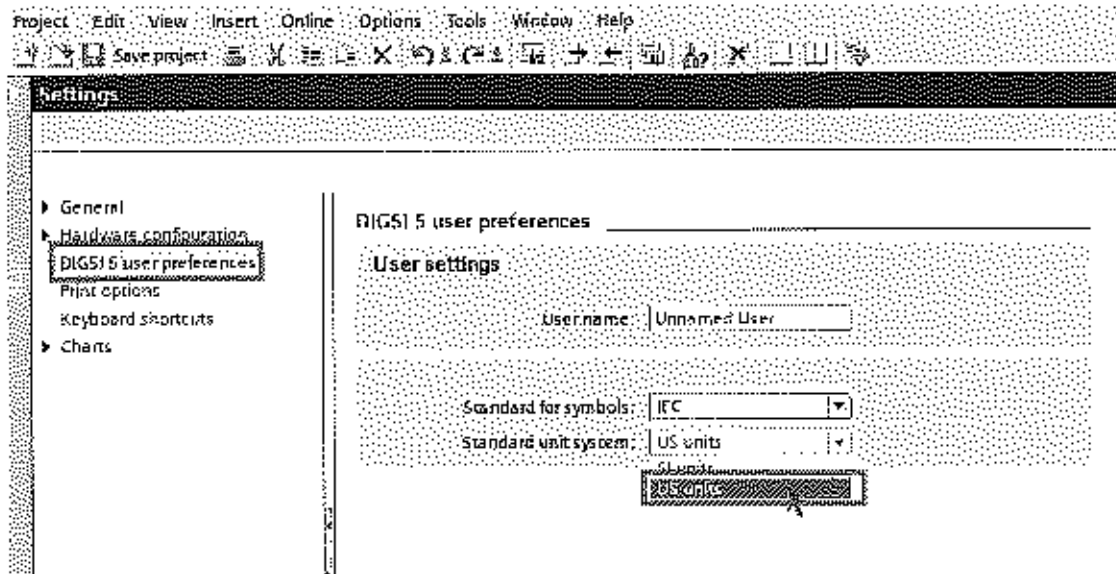 Project Edit View Insert Online Options Tools Window Help
Save project
Settings
General
Hardware configuration
DIGSI 5 user preferences
Print options
Keyboard shortcuts
Charts
DIGSI 5 user preferences
User settings
User name: Unnamed User
Standard for symbols: IEC
Standard unit system: US units
SI units
US units